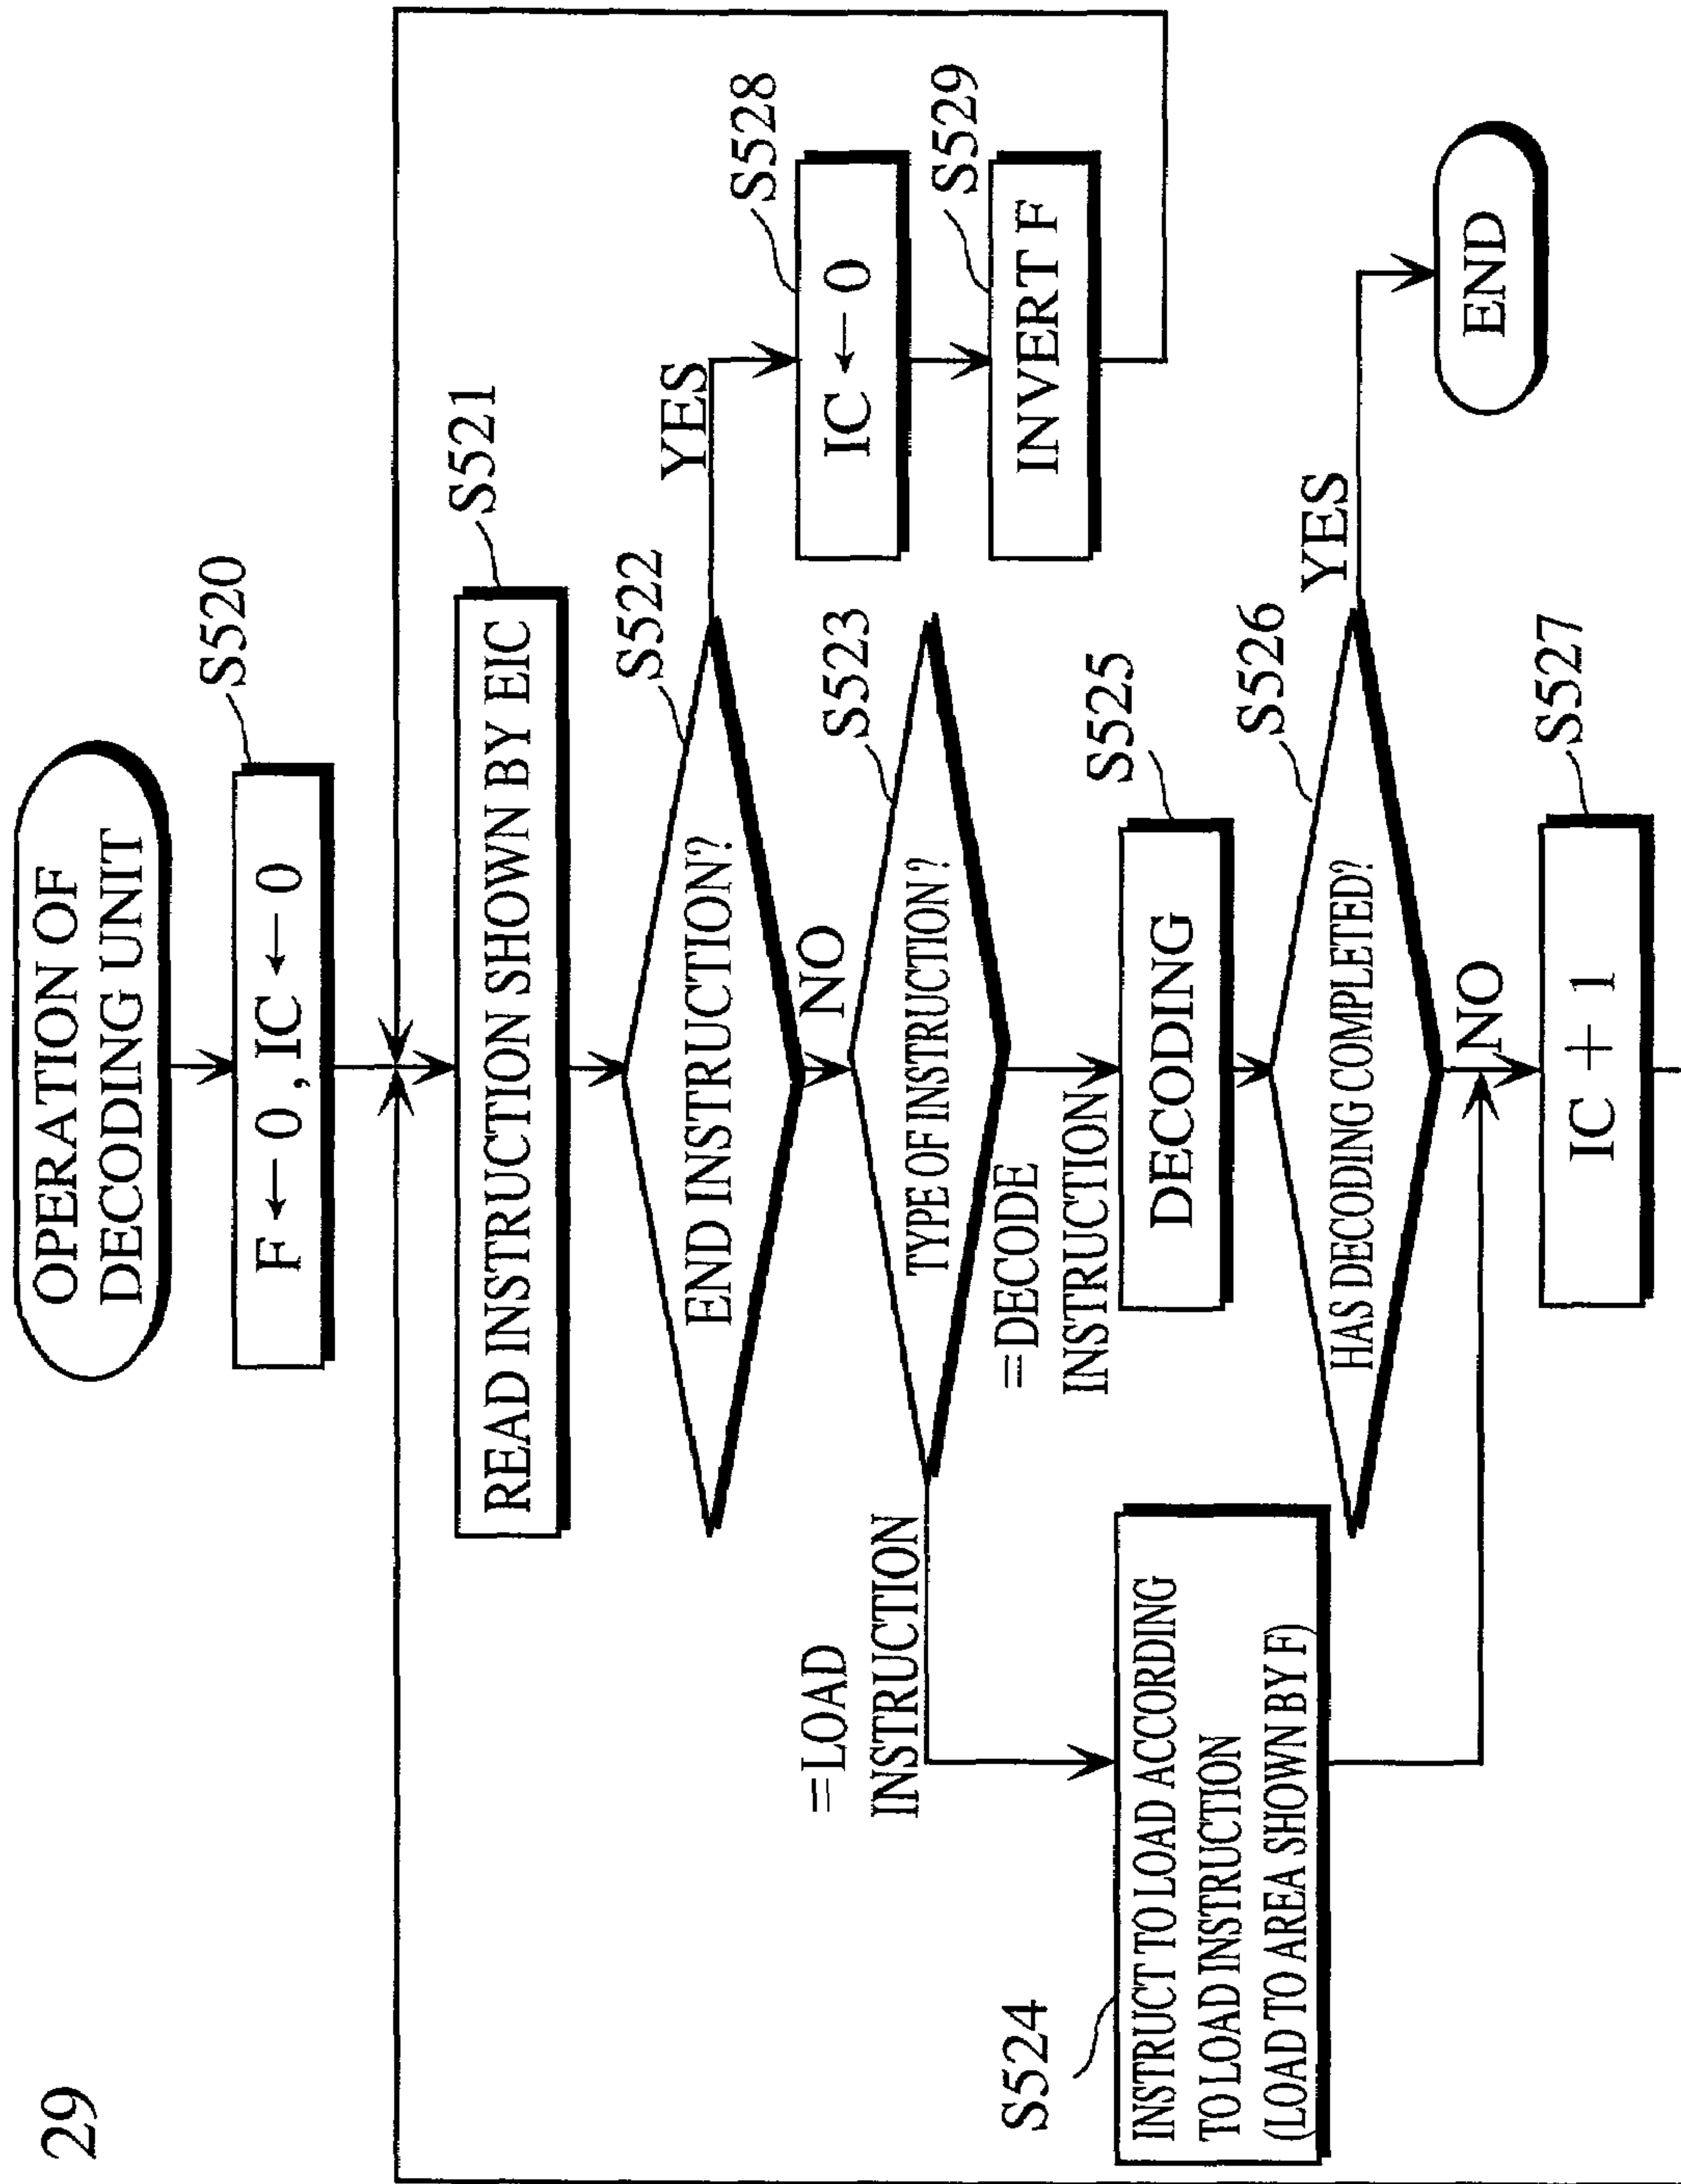 29
OPERATION OF
DECODING UNIT
S520
F ← 0 , IC ← 0
S521
READ INSTRUCTION SHOWN BY EIC
S522
END INSTRUCTION?
YES
S528
IC ← 0
S529
INVERT F
NO
S523
TYPE OF INSTRUCTION ?
=LOAD
INSTRUCTION
=DECODE
INSTRUCTION
S524
INSTRUCT TO LOAD ACCORDING
TO LOAD INSTRUCTION
(LOAD TO AREA SHOWN BY F)
S525
DECODING
S526
HAS DECODING COMPLETED?
YES
END
NO
S527
IC + 1